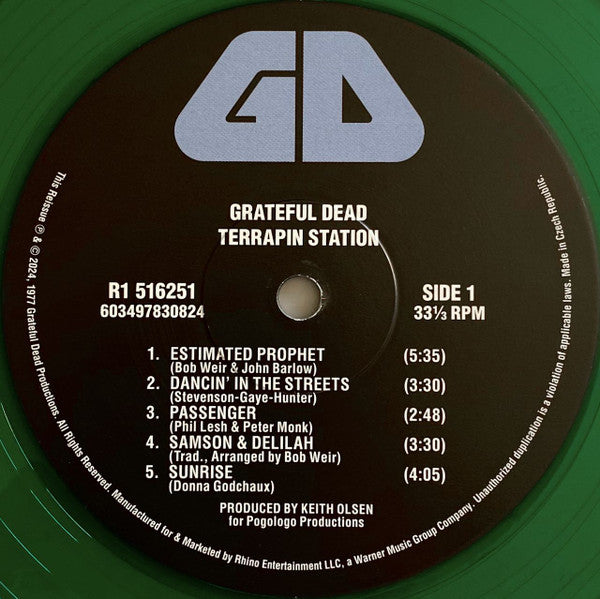 GD
GRATEFUL DEAD
TERRAPIN STATION
R1 516251
603497830824
SIDE 1
33⅓ RPM
1. ESTIMATED PROPHET (5:35)
(Bob Weir & John Barlow)
2. DANCIN' IN THE STREETS (3:30)
(Stevenson-Gaye-Hunter)
3. PASSENGER (2:48)
(Phil Lesh & Peter Monk)
4. SAMSON & DELILAH (3:30)
(Trad., Arranged by Bob Weir)
5. SUNRISE (4:05)
(Donna Godchaux)
PRODUCED BY KEITH OLSEN
for Pogologo Productions
This Reissue ℗ & © 2024, 1977 Grateful Dead Productions. All Rights Reserved. Manufactured for & Marketed by Rhino Entertainment LLC, a Warner Music Group Company. Unauthorized duplication is a violation of applicable laws. Made in Czech Republic.